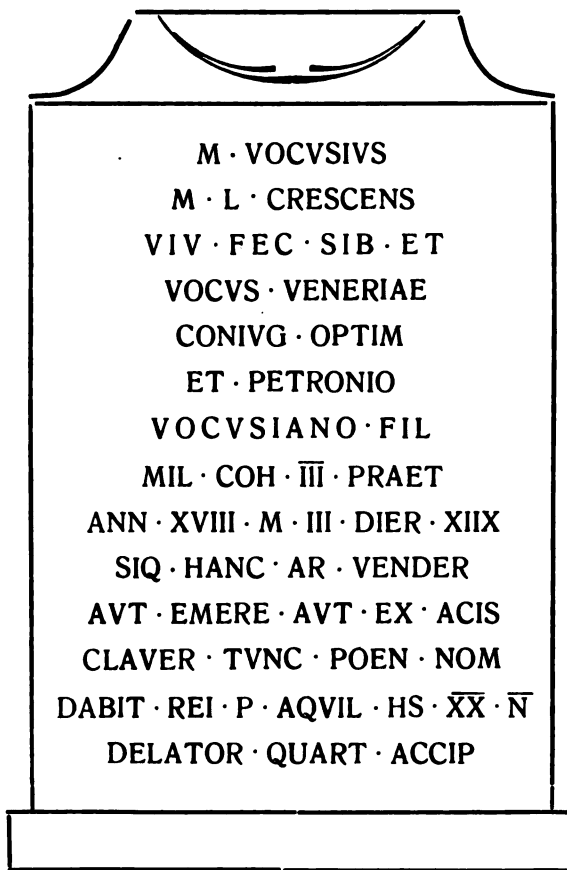 M · VOCVSIVS
M · L · CRESCENS
VIV · FEC · SIB · ET
VOCVS · VENERIAE
CONIVG · OPTIM
ET · PETRONIO
VOCVSIANO · FIL
MIL · COH · I̅I̅I̅ · PRAET
ANN · XVIII · M · III · DIER · XIIX
SIQ · HANC · AR · VENDER
AVT · EMERE · AVT · EX · ACIS
CLAVER · TVNC · POEN · NOM
DABIT · REI · P · AQVIL · HS · X̅X̅ · N̅
DELATOR · QUART · ACCIP